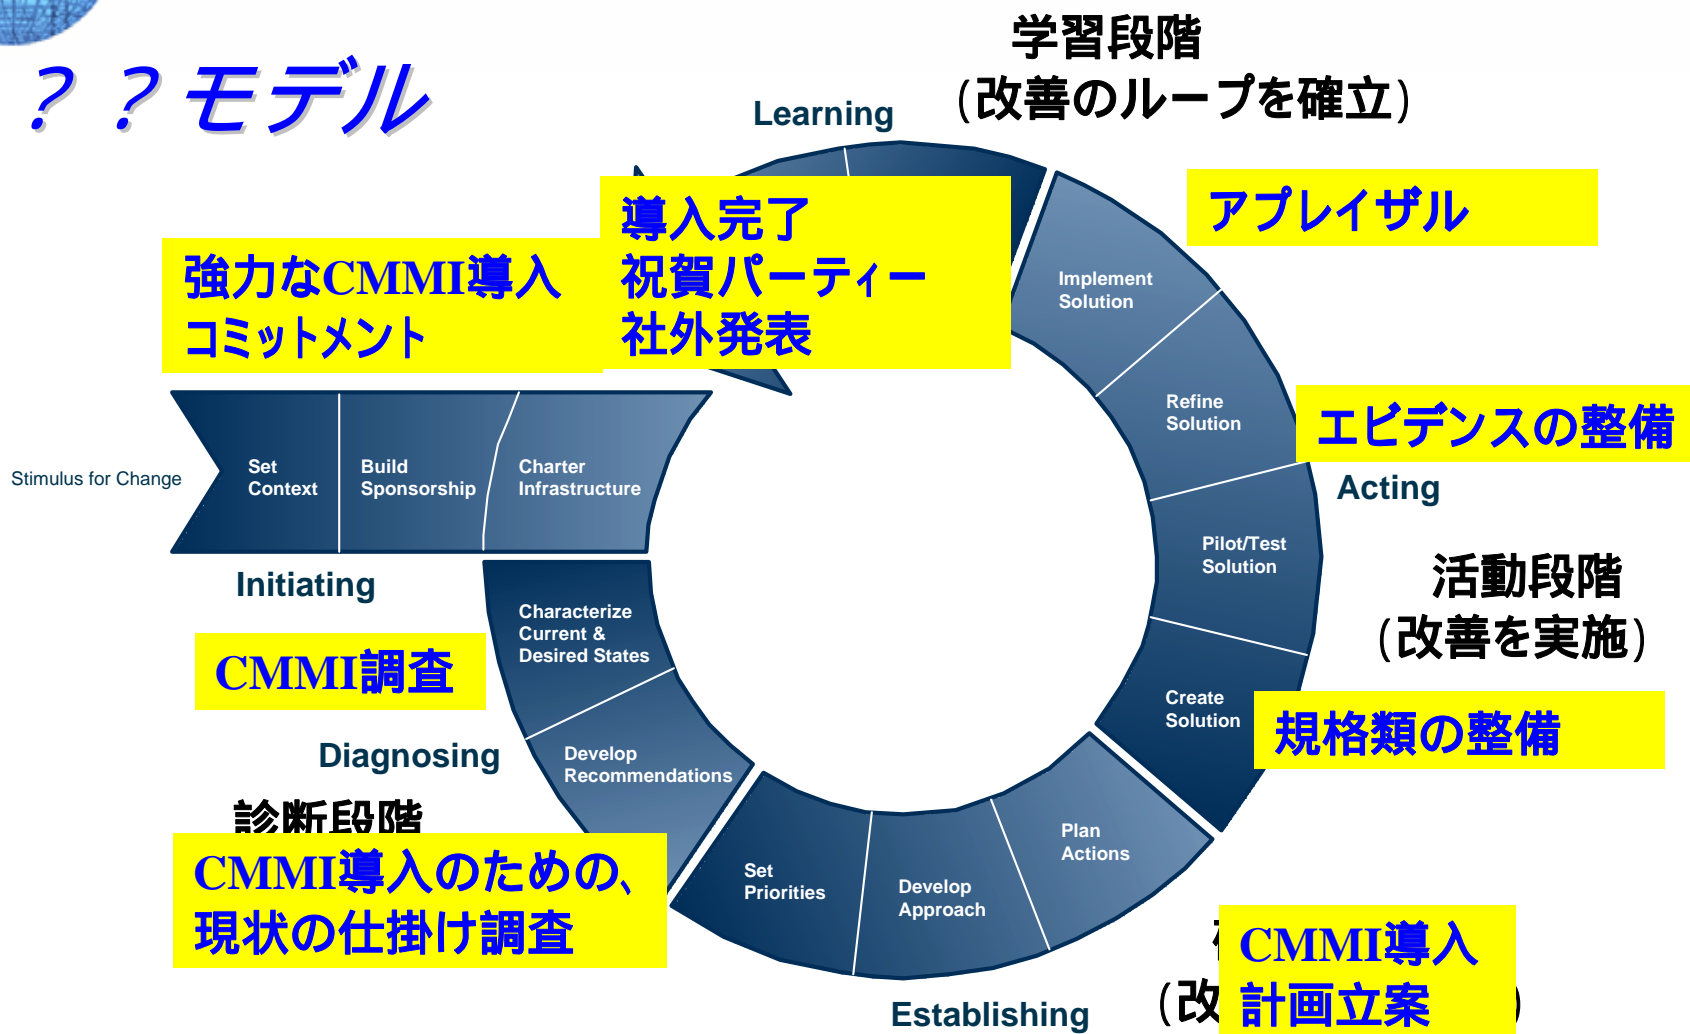 ？？モデル
学習段階
（改善のループを確立）
Learning
アプレイザル
導入完了
祝賀パーティー
社外発表
強力なCMMI導入
コミットメント
Implement
Solution
Refine
Solution
エビデンスの整備
Acting
Stimulus for Change
Set
Context
Build
Sponsorship
Charter
Infrastructure
Pilot/Test
Solution
活動段階
（改善を実施）
Initiating
Characterize
Current &
Desired States
CMMI調査
Create
Solution
規格類の整備
Diagnosing
Develop
Recommendations
診断段階
CMMI導入のための、
現状の仕掛け調査
Set
Priorities
Develop
Approach
Plan
Actions
CMMI導入
計画立案
（改
）
Establishing